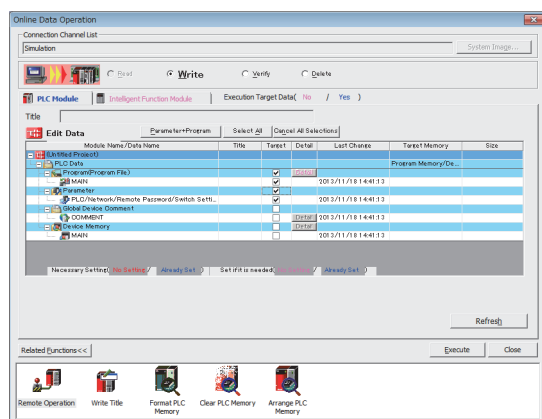 Online Data Operation
Connection Channel List
Simulation
System Image...
Read Write Verify Delete
PLC Module Intelligent Function Module Execution Target Data( No / Yes )
Title
Edit Data Parameter+Program Select All Cancel All Selections
Module Name/Data Name Title Target Detail Last Change Target Memory Size
(Untitled Project)
PLC Data Program Memory/De...
Program(Program File) Detail
MAIN 2013/11/18 14:41:13
Parameter
PLC/Network/Remote Password/Switch Setti... 2013/11/18 14:41:13
Global Device Comment
COMMENT Detail 2013/11/18 14:41:13
Device Memory Detail
MAIN 2013/11/18 14:41:13
Necessary Setting( No Setting / Already Set ) Set if it is needed( No Setting / Already Set )
Refresh
Related Functions<< Execute Close
Remote Operation Write Title Format PLC Memory Clear PLC Memory Arrange PLC Memory